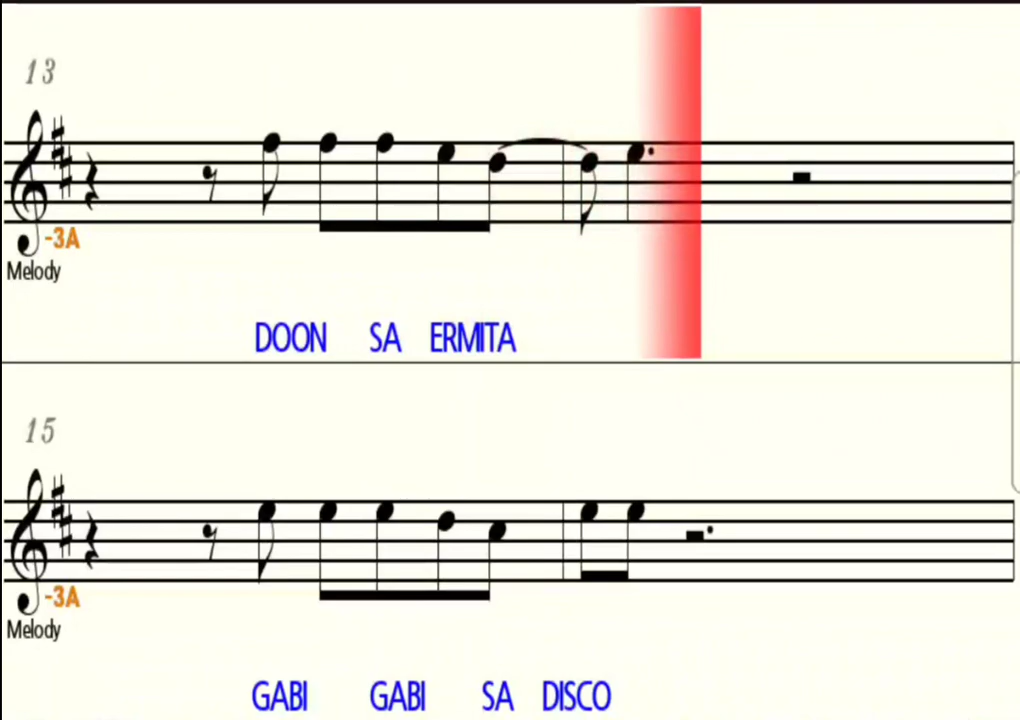 13
-3A
Melody
DOON SA ERMITA
15
-3A
Melody
GABI GABI SA DISCO